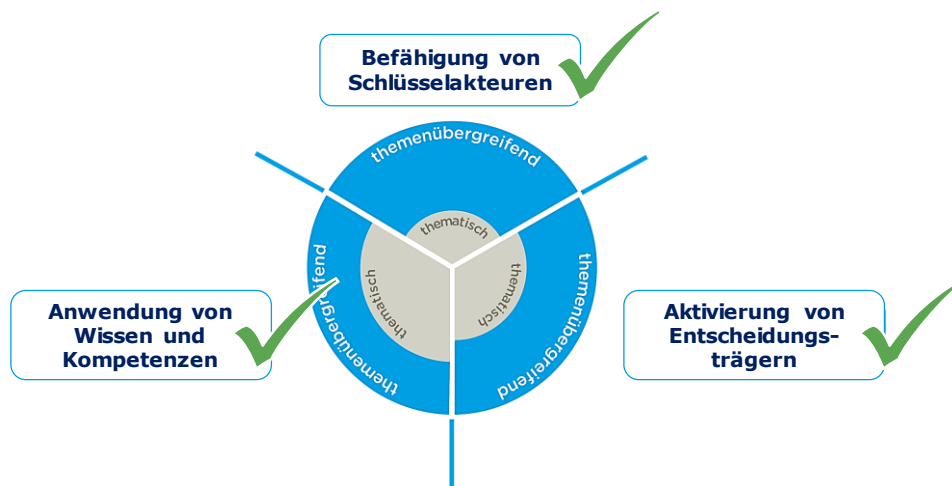 Befähigung von
Schlüsselakteuren
themenübergreifend
thematisch
themenübergreifend
thematisch
thematisch
themenübergreifend
Anwendung von
Wissen und
Kompetenzen
Aktivierung von
Entscheidungs-
trägern